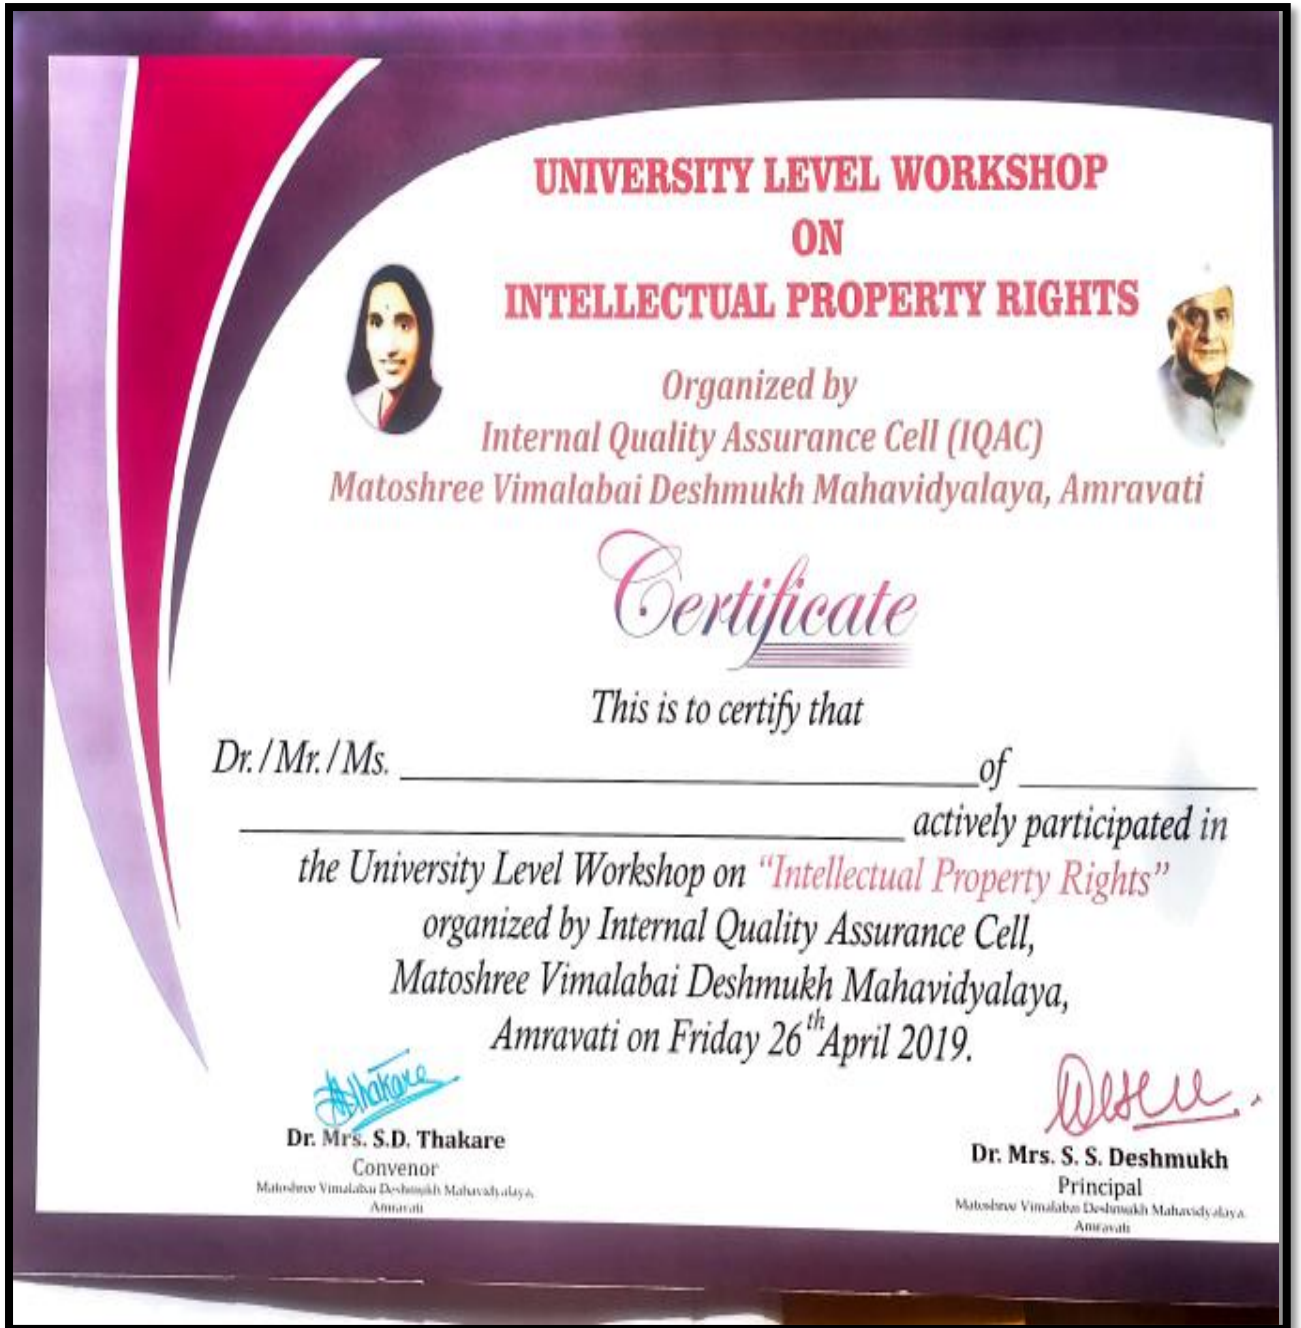 UNIVERSITY LEVEL WORKSHOP
ON
INTELLECTUAL PROPERTY RIGHTS
Organized by
Internal Quality Assurance Cell (IQAC)
Matoshree Vimalabai Deshmukh Mahavidyalaya, Amravati
Certificate
This is to certify that
Dr./Mr./Ms. of
actively participated in
the University Level Workshop on "Intellectual Property Rights"
organized by Internal Quality Assurance Cell,
Matoshree Vimalabai Deshmukh Mahavidyalaya,
Amravati on Friday 26th April 2019.
Thakare
Dr. Mrs. S.D. Thakare
Convenor
Matoshree Vimalabai Deshmukh Mahavidyalaya,
Amravati
Dr. Mrs. S. S. Deshmukh
Principal
Matoshree Vimalabai Deshmukh Mahavidyalaya,
Amravati